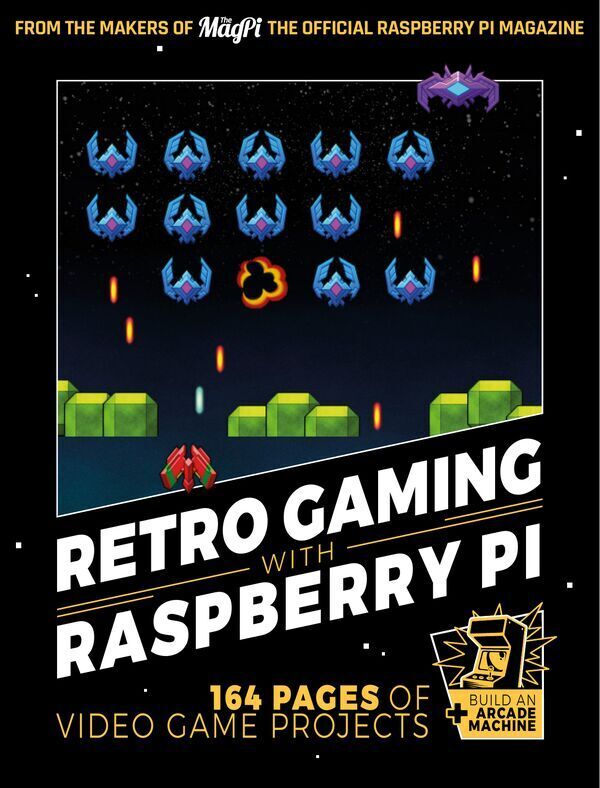 FROM THE MAKERS OF The MagPi THE OFFICIAL RASPBERRY PI MAGAZINE
RETRO GAMING
WITH
RASPBERRY PI
164 PAGES OF
VIDEO GAME PROJECTS
BUILD AN
+ ARCADE
MACHINE